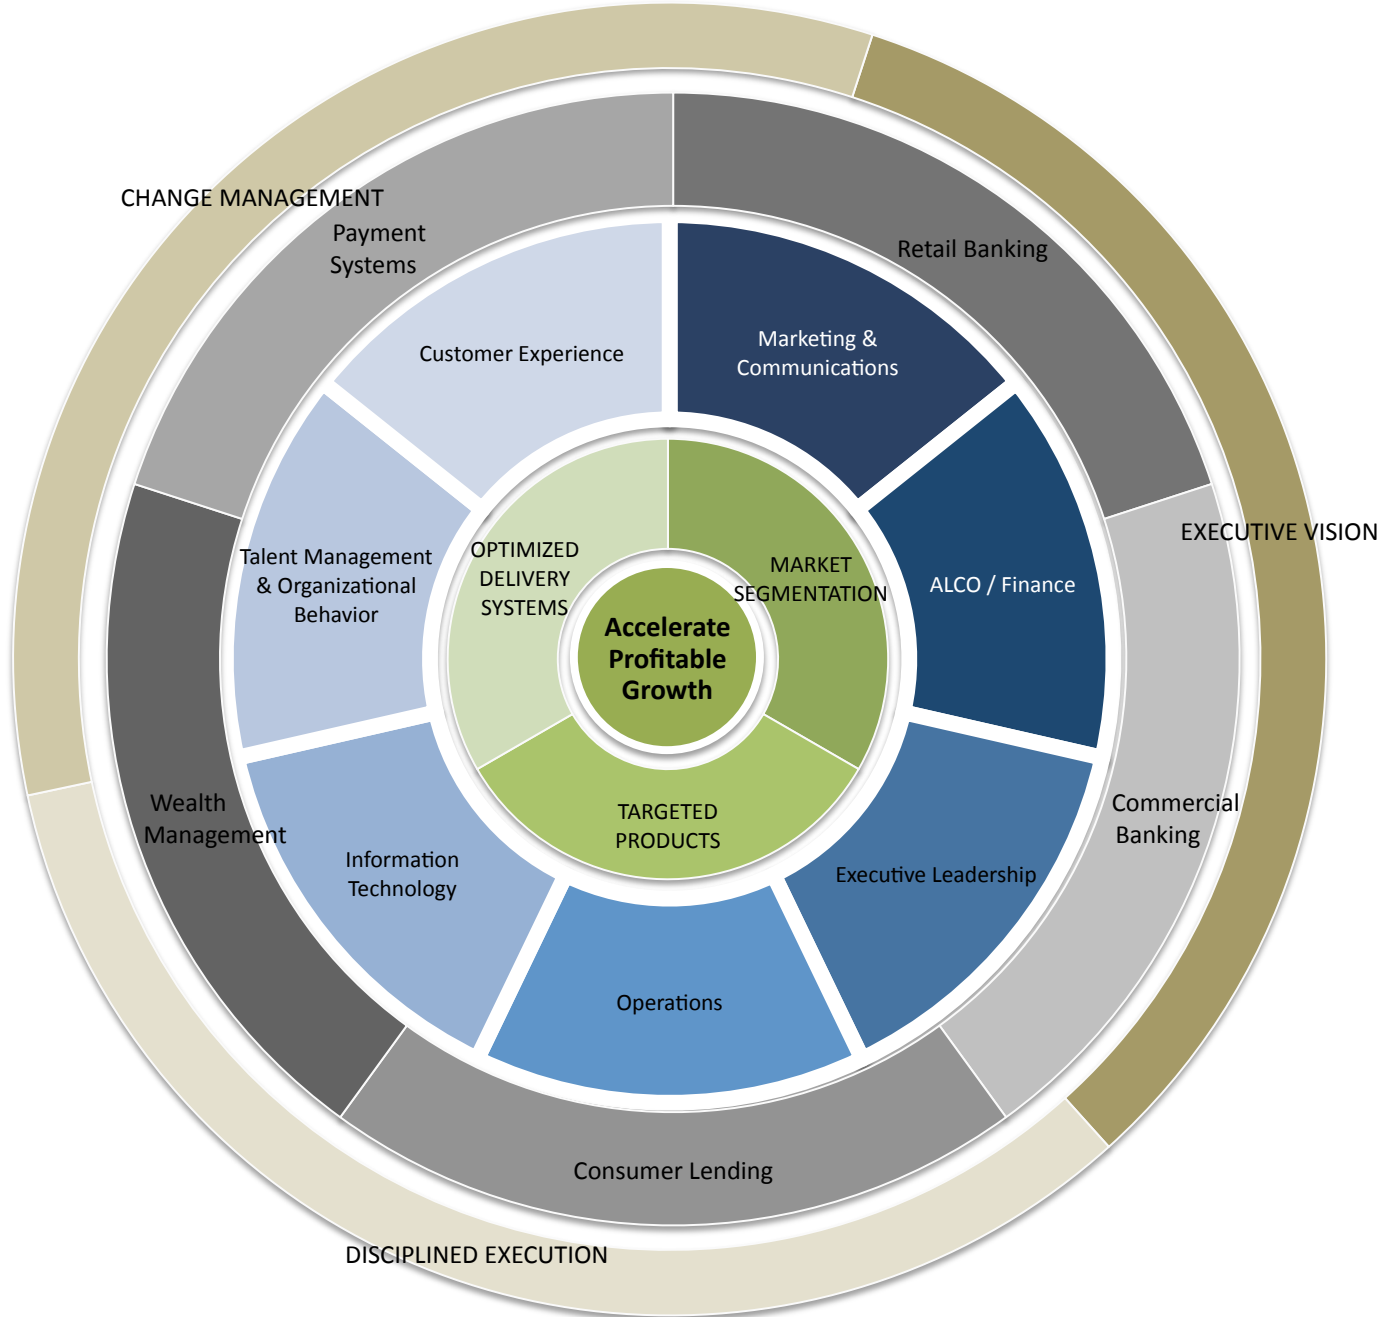 CHANGE MANAGEMENT
Payment
Systems
Retail Banking
Customer Experience
Marketing &
Communications
EXECUTIVE VISION
Talent Management
& Organizational
Behavior
OPTIMIZED
DELIVERY
SYSTEMS
MARKET
SEGMENTATION
ALCO / Finance
Accelerate
Profitable
Growth
Wealth
Management
TARGETED
PRODUCTS
Commercial
Banking
Information
Technology
Executive Leadership
Operations
Consumer Lending
DISCIPLINED EXECUTION